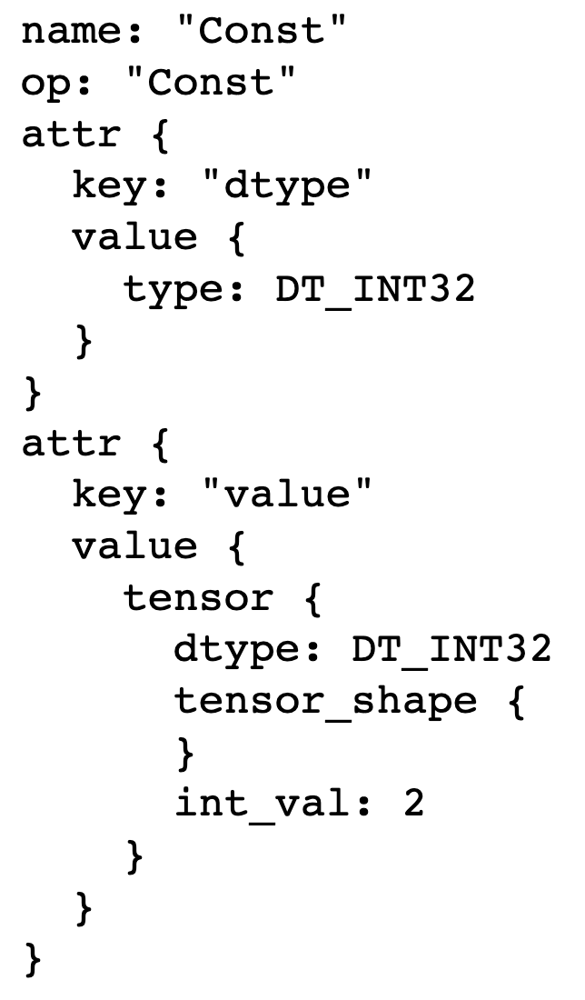 name: "Const"
op: "Const"
attr {
  key: "dtype"
  value {
    type: DT_INT32
  }
}
attr {
  key: "value"
  value {
    tensor {
      dtype: DT_INT32
      tensor_shape {
      }
      int_val: 2
    }
  }
}